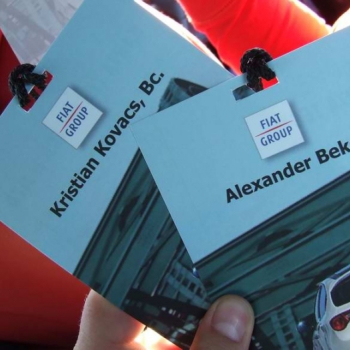 FIAT
GROUP
Kristian Kovacs, BC.
FIAT
GROUP
Alexander Bek